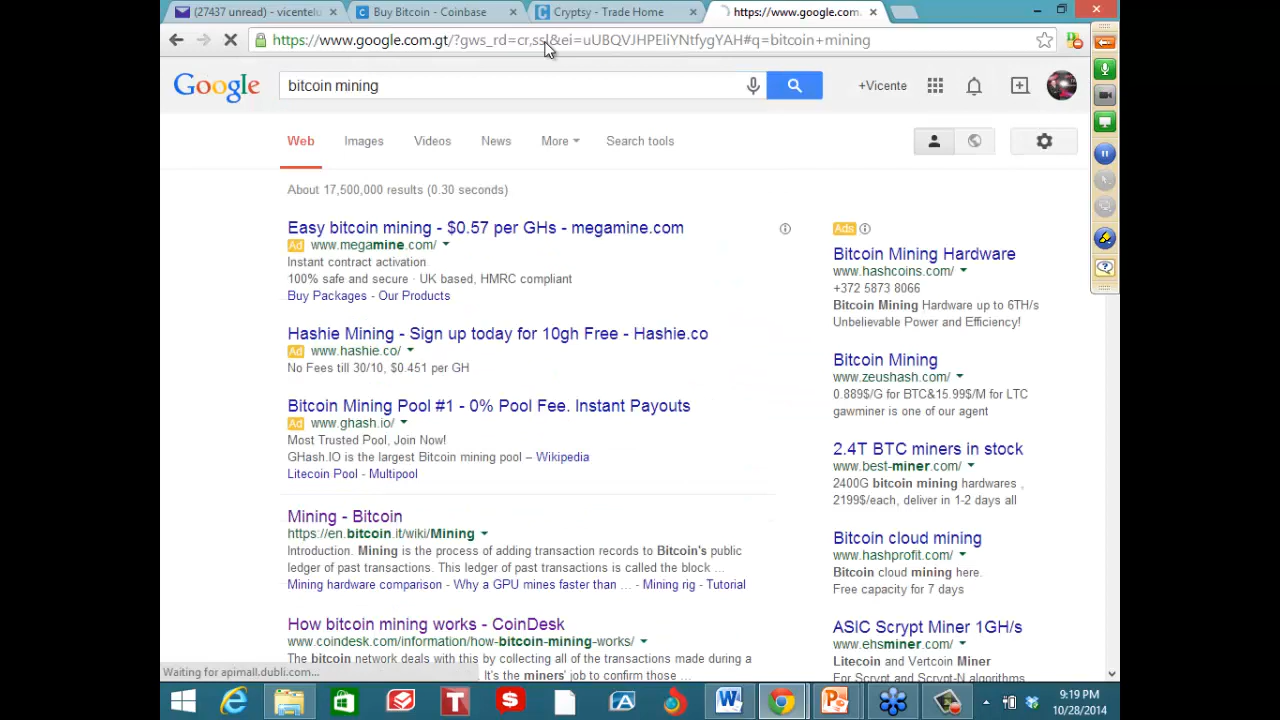 (27437 unread) - vicentelu
Buy Bitcoin - Coinbase
Cryptsy - Trade Home
https://www.google.com.
https://www.google.com.gt/?gws_rd=cr,ssl&ei=uUBQVJHPEIiYNtfygYAH#q=bitcoin+mining
Google
bitcoin mining
+Vicente
Web
Images
Videos
News
More
Search tools
About 17,500,000 results (0.30 seconds)
Easy bitcoin mining - $0.57 per GHs - megamine.com
Ad www.megamine.com/
Instant contract activation.
100% safe and secure · UK based, HMRC compliant
Buy Packages - Our Products
Hashie Mining - Sign up today for 10gh Free - Hashie.co
Ad www.hashie.co/
No Fees till 30/10, $0.451 per GH
Bitcoin Mining Pool #1 - 0% Pool Fee. Instant Payouts
Ad www.ghash.io/
Most Trusted Pool, Join Now!
GHash.IO is the largest Bitcoin mining pool – Wikipedia
Litecoin Pool - Multipool
Mining - Bitcoin
https://en.bitcoin.it/wiki/Mining
Introduction. Mining is the process of adding transaction records to Bitcoin's public
ledger of past transactions. This ledger of past transactions is called the block ...
Mining hardware comparison - Why a GPU mines faster than ... - Mining rig - Tutorial
How bitcoin mining works - CoinDesk
www.coindesk.com/information/how-bitcoin-mining-works/
The bitcoin network deals with this by collecting all of the transactions made during a
It's the miners' job to confirm those ...
Ads
Bitcoin Mining Hardware
www.hashcoins.com/
+372 5873 8066
Bitcoin Mining Hardware up to 6TH/s
Unbelievable Power and Efficiency!
Bitcoin Mining
www.zeushash.com/
0.889$/G for BTC&15.99$/M for LTC
gawminer is one of our agent
2.4T BTC miners in stock
www.best-miner.com/
2400G bitcoin mining hardwares ,
2199$/each, deliver in 1-2 days all
Bitcoin cloud mining
www.hashprofit.com/
Bitcoin cloud mining here.
Free capacity for 7 days
ASIC Scrypt Miner 1GH/s
www.ehsminer.com/
Litecoin and Vertcoin Miner
For Scrypt and Scrypt-N algorithms
Waiting for apimall.dubli.com...
9:19 PM
10/28/2014